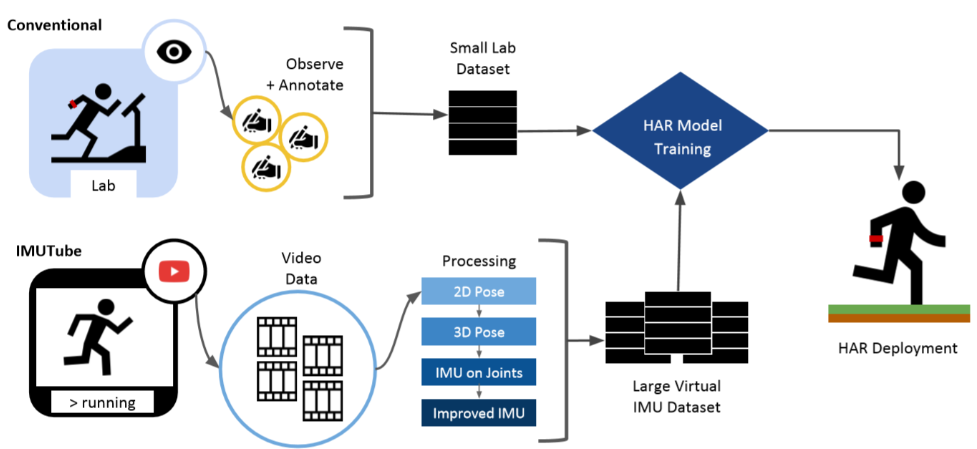 Conventional
Observe
+ Annotate
Lab
Small Lab
Dataset
HAR Model
Training
IMUTube
> running
Video
Data
Processing
2D Pose
3D Pose
IMU on Joints
Improved IMU
Large Virtual
IMU Dataset
HAR Deployment